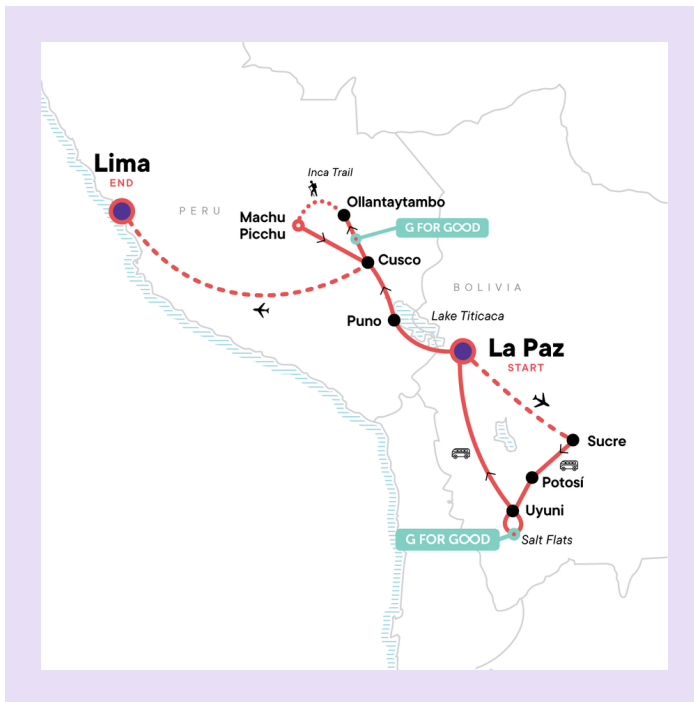 Inca Trail
Lima
END
Ollantaytambo
PERU
Machu
Picchu
G FOR GOOD
Cusco
BOLIVIA
Lake Titicaca
Puno
La Paz
START
Sucre
Potosí
Uyuni
G FOR GOOD
Salt Flats